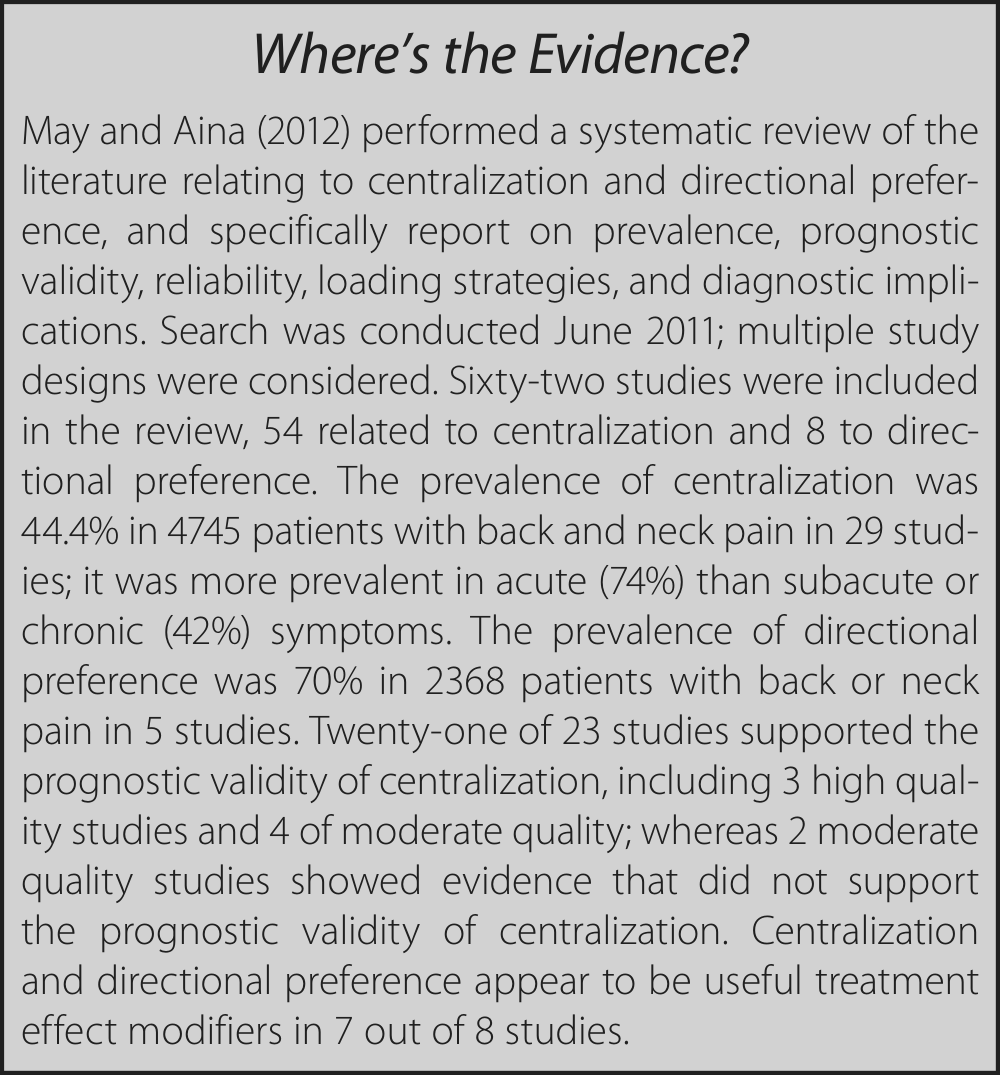 Where's the Evidence?
May and Aina (2012) performed a systematic review of the
literature relating to centralization and directional prefer-
ence, and specifically report on prevalence, prognostic
validity, reliability, loading strategies, and diagnostic impli-
cations. Search was conducted June 2011; multiple study
designs were considered. Sixty-two studies were included
in the review, 54 related to centralization and 8 to direc-
tional preference. The prevalence of centralization was
44.4% in 4745 patients with back and neck pain in 29 stud-
ies; it was more prevalent in acute (74%) than subacute or
chronic (42%) symptoms. The prevalence of directional
preference was 70% in 2368 patients with back or neck
pain in 5 studies. Twenty-one of 23 studies supported the
prognostic validity of centralization, including 3 high qual-
ity studies and 4 of moderate quality; whereas 2 moderate
quality studies showed evidence that did not support
the prognostic validity of centralization. Centralization
and directional preference appear to be useful treatment
effect modifiers in 7 out of 8 studies.